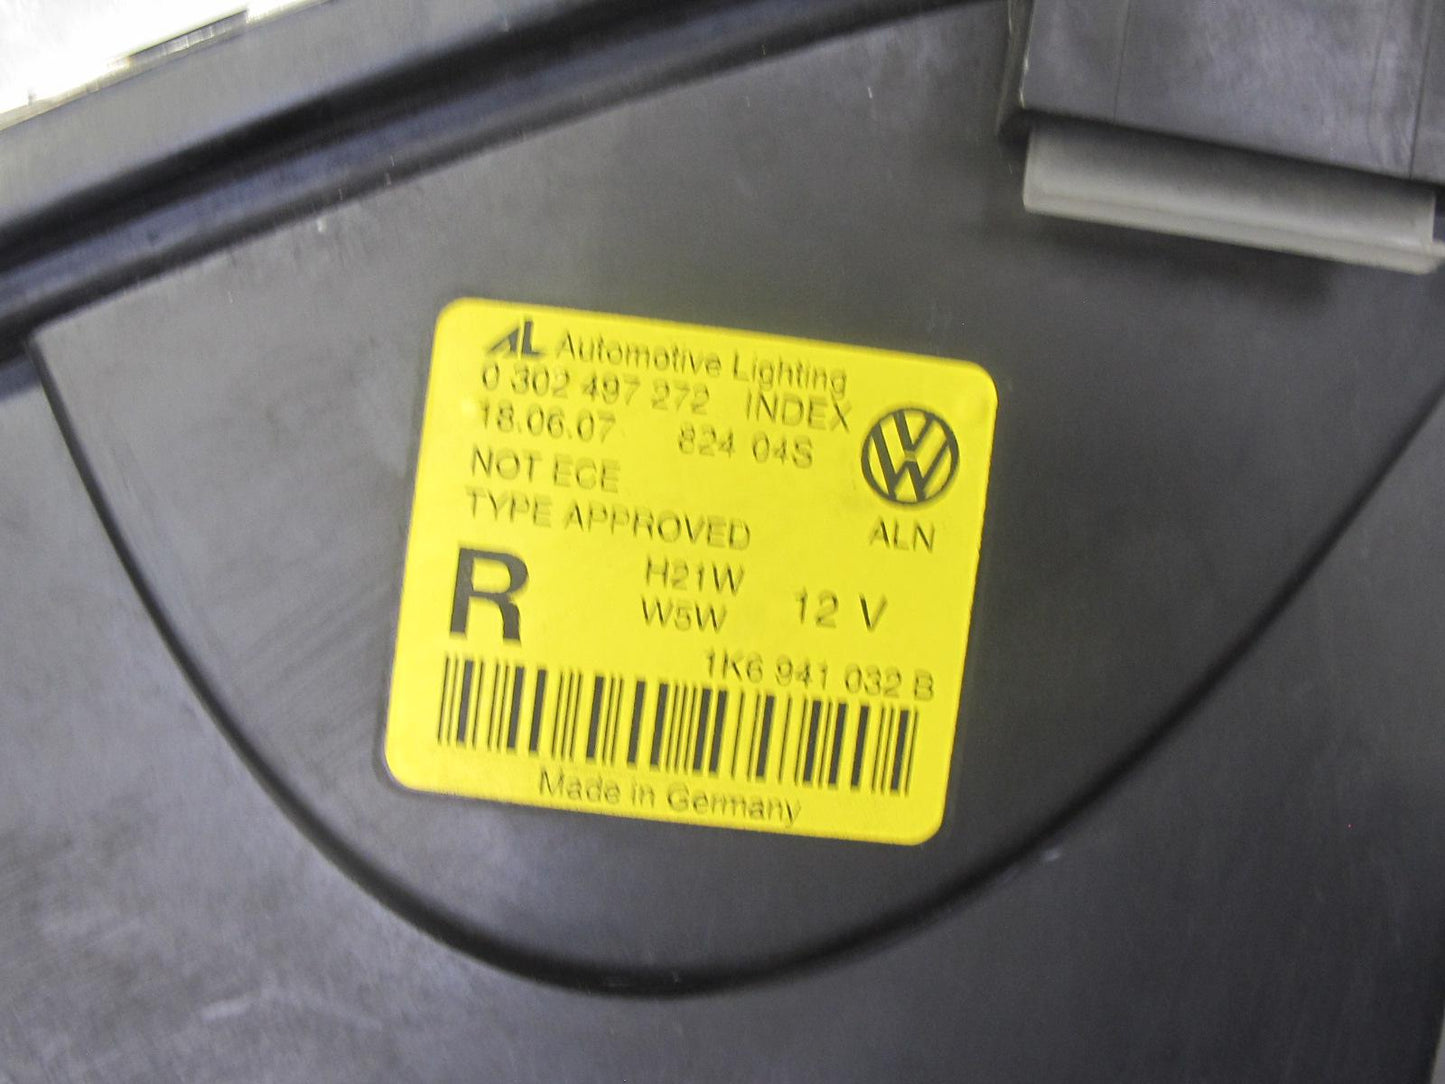 AL Automotive Lighting
0 302 497 272 INDEX
18.06.07 824 04S
NOT ECE
TYPE APPROVED
ALN
R
H21W
W5W 12 V
1K6 941 032 B
Made in Germany